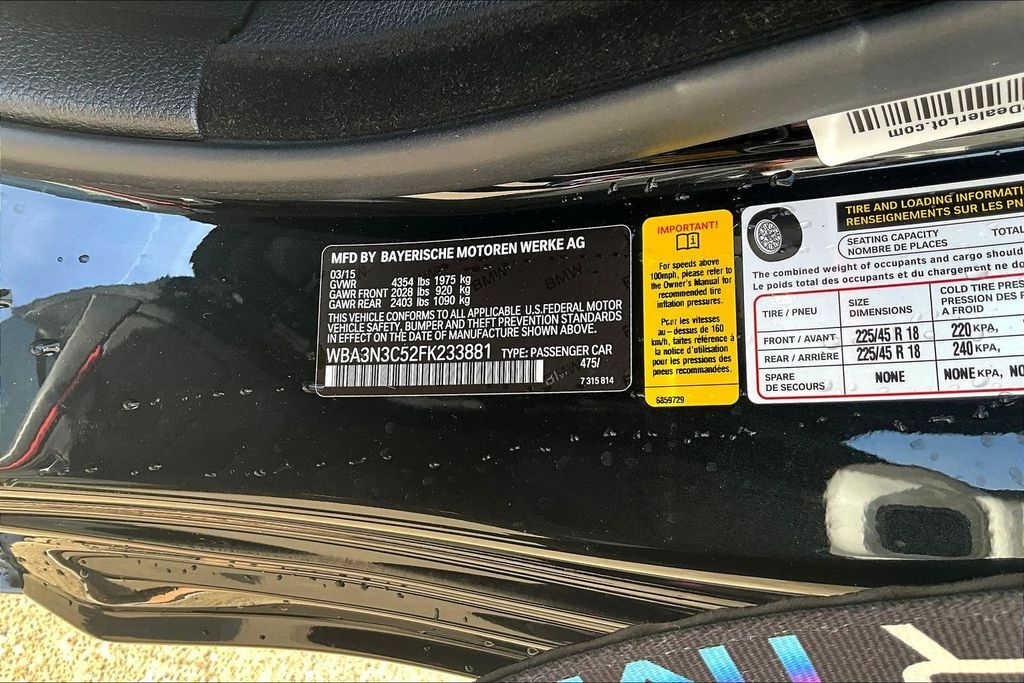 DealerLot.com
MFD BY BAYERISCHE MOTOREN WERKE AG
03/15
GVWR 4354 lbs 1975 kg
GAWR FRONT 2028 lbs 920 kg
GAWR REAR 2403 lbs 1090 kg
THIS VEHICLE CONFORMS TO ALL APPLICABLE U.S.FEDERAL MOTOR
VEHICLE SAFETY, BUMPER AND THEFT PREVENTION STANDARDS
IN EFFECT ON THE DATE OF MANUFACTURE SHOWN ABOVE.
WBA3N3C52FK233881 TYPE: PASSENGER CAR
475/
7 315 814
BMW
IMPORTANT!
For speeds above
100mph, please refer to
the Owner's Manual for
recommended tire
inflation pressures.
Pour les vitesses
au - dessus de 160
km/h, faites référence à
la notice d'utilisation
pour les pressions des
pneus recommandées.
6859729
TIRE AND LOADING INFORMATI
RENSEIGNEMENTS SUR LES PN
SEATING CAPACITY TOTAL
NOMBRE DE PLACES
The combined weight of occupants and cargo should
Le poids total des occupants et du chargement ne do
TIRE / PNEU
SIZE
DIMENSIONS
COLD TIRE PRES
PRESSION DES P
A FROID
FRONT / AVANT 225/45 R 18 220 KPA,
REAR / ARRIÈRE 225/45 R 18 240 KPA,
SPARE
DE SECOURS
NONE NONE KPA, NO